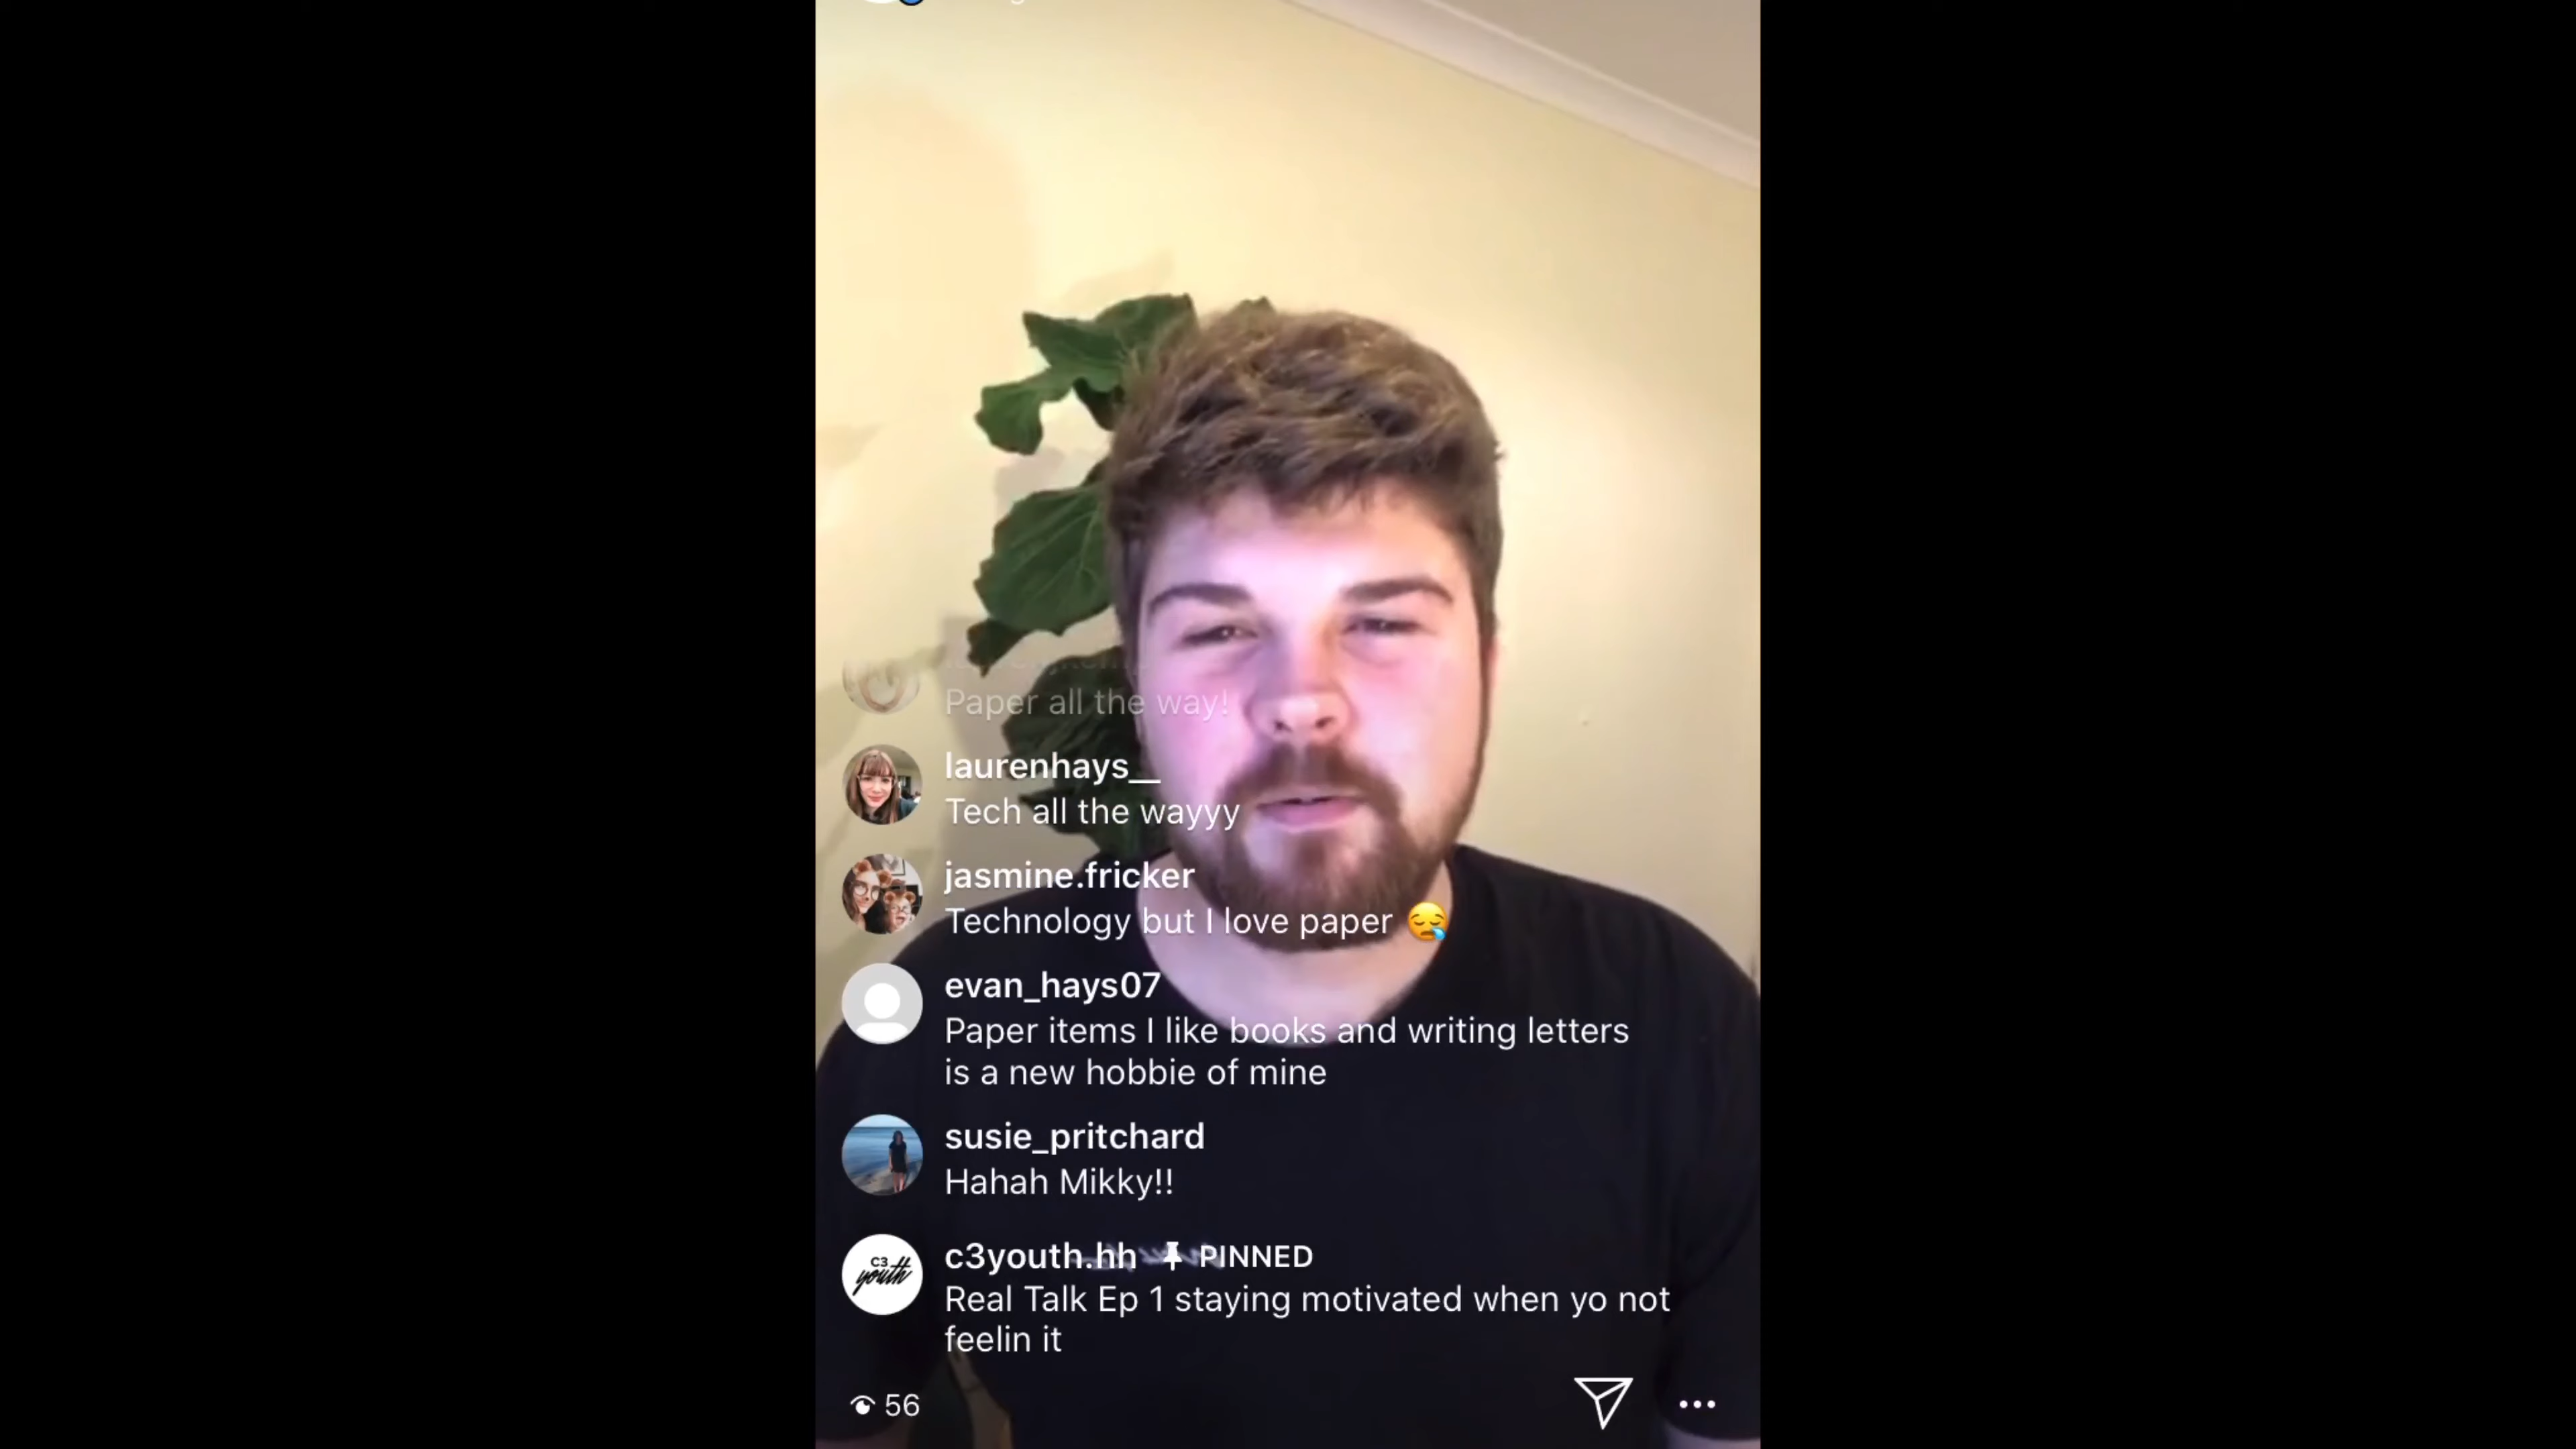 Paper all the way!
laurenhays__
Tech all the wayyy
jasmine.fricker
Technology but I love paper 😪
evan_hays07
Paper items I like books and writing letters
is a new hobbie of mine
susie_pritchard
Hahah Mikky!!
C3
youth
c3youth.hh PINNED
Real Talk Ep 1 staying motivated when yo not
feelin it
56